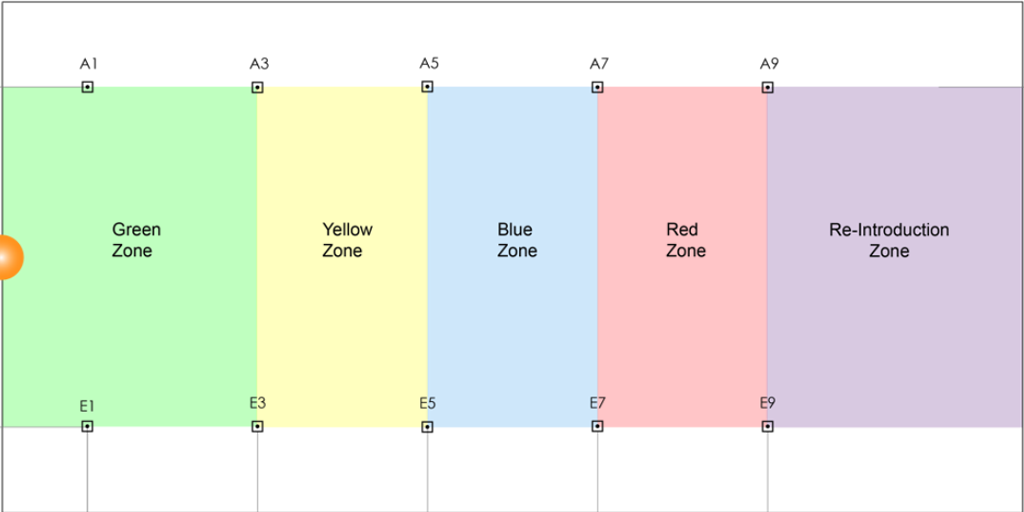 A1
A3
A5
A7
A9
Green
Zone
Yellow
Zone
Blue
Zone
Red
Zone
Re-Introduction
Zone
E1
E3
E5
E7
E9